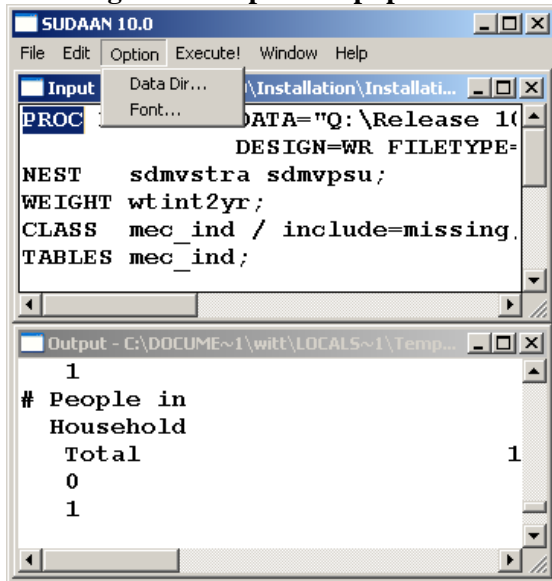 SUDAAN 10.0
File Edit Option Execute! Window Help
Data Dir...
Font...
Input \Installation\Installati...
PROC DATA="Q:\Release 1
DESIGN=WR FILETYPE=
NEST sdmvstra sdmvpsu;
WEIGHT wtint2yr;
CLASS mec_ind / include=missing
TABLES mec_ind;
Output - C:\DOCUME~1\witt\LOCALS~1\Temp...
1
# People in
Household
Total 1
0
1